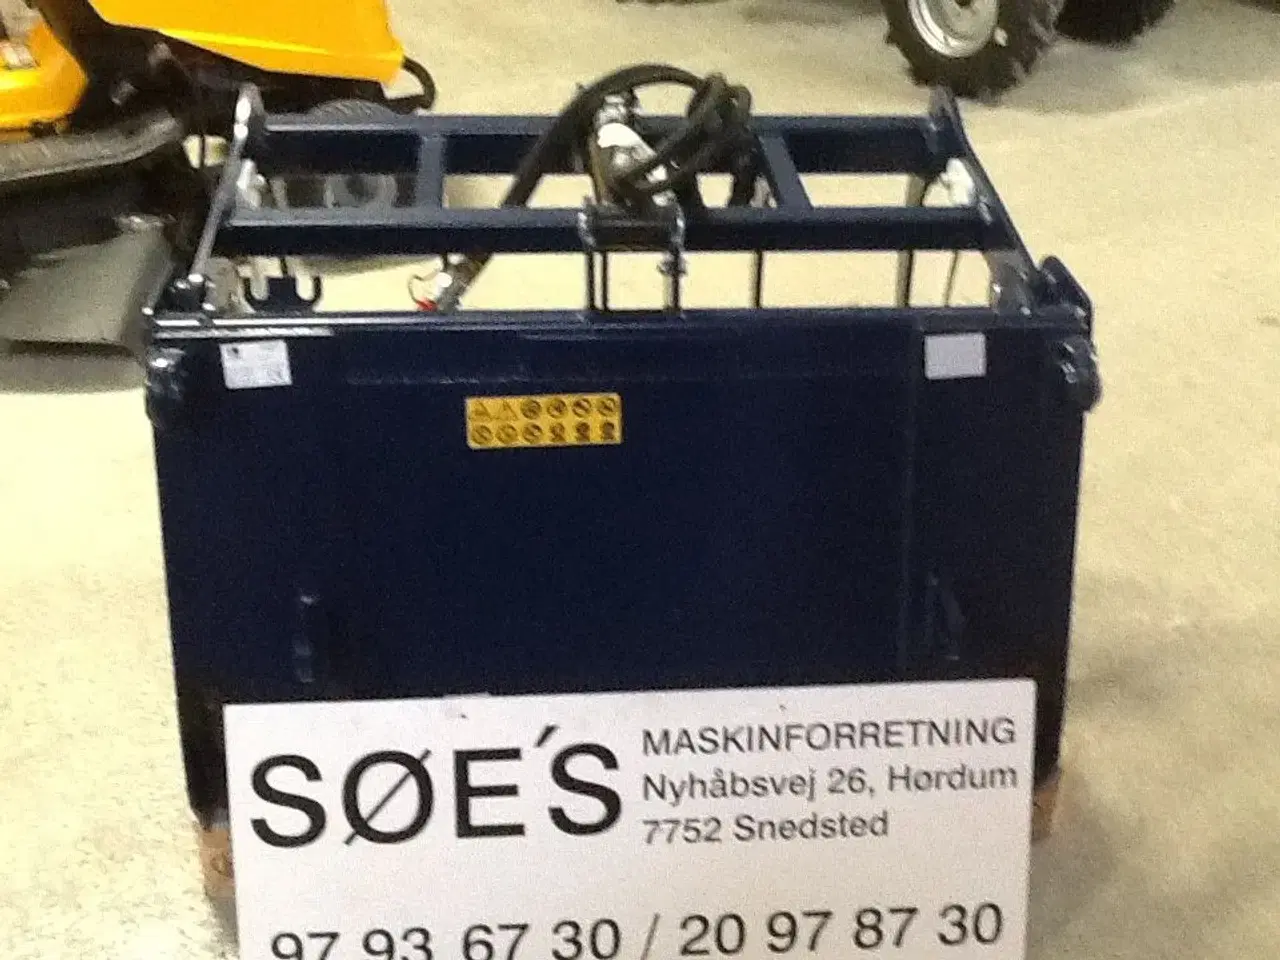 SØE´S
MASKINFORRETNING
Nyhåbsvej 26, Hørdum
7752 Snedsted
97 93 67 30 / 20 97 87 30